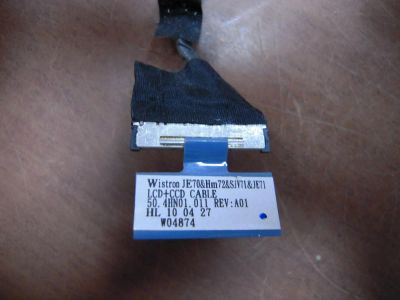 Wistron JE70&Hm72&SJV71&JE71
LCD+CCD CABLE
50.4HN01.011 REV:A01
HL 10 04 27
W04874